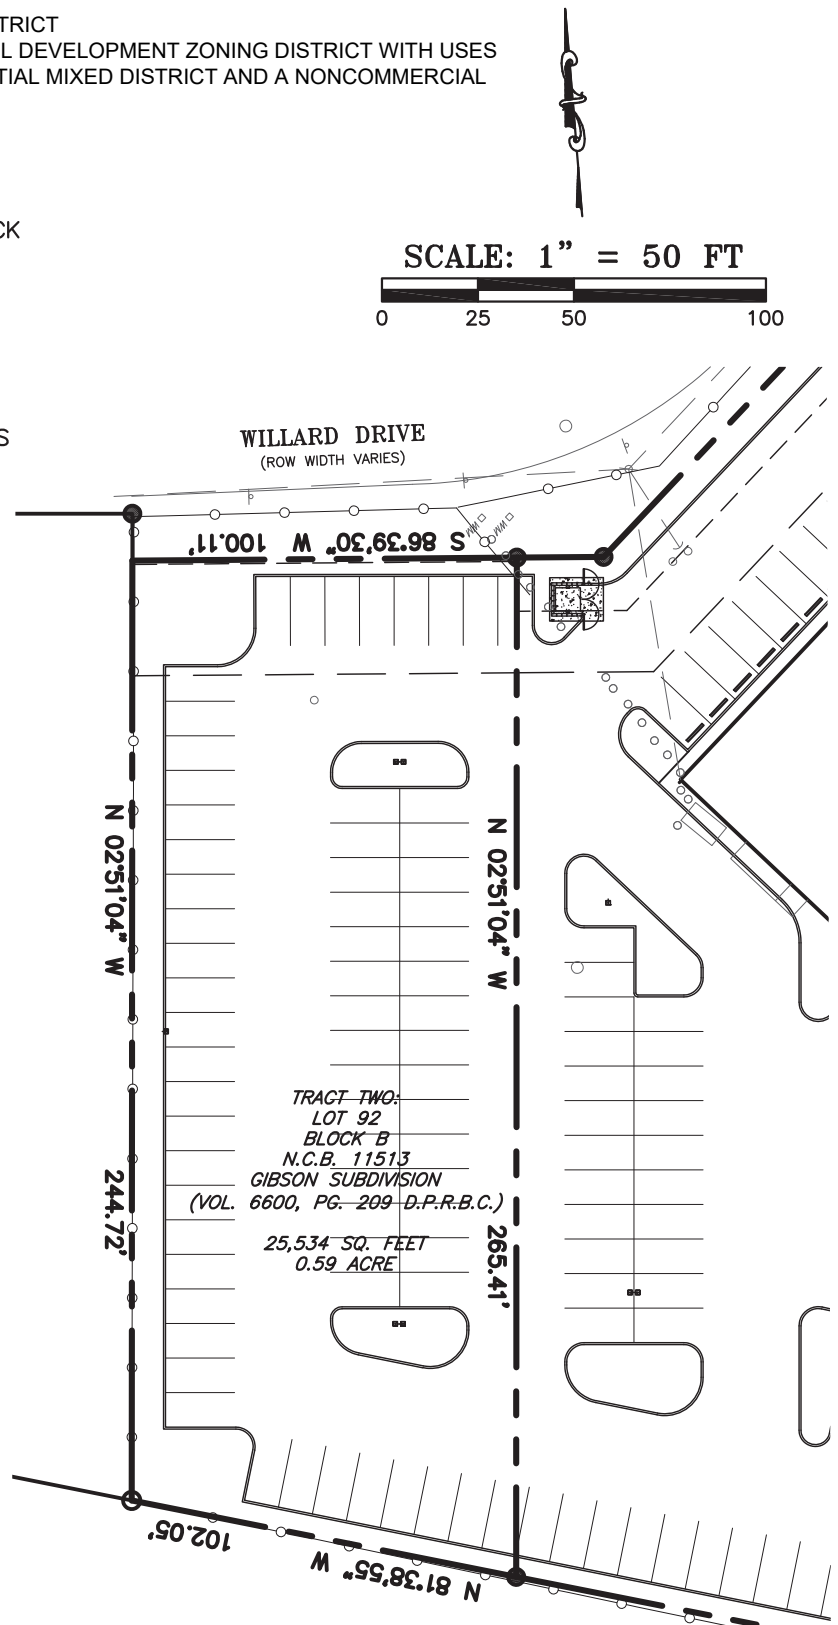 TRICT
L DEVELOPMENT ZONING DISTRICT WITH USES
TIAL MIXED DISTRICT AND A NONCOMMERCIAL
CK
SCALE: 1” = 50 FT
0 25 50 100
S
WILLARD DRIVE
(ROW WIDTH VARIES)
WM WM
S 86°39'30” W 100.11'
N 02°51'04” W
244.72'
N 02°51'04” W
265.41'
TRACT TWO:
LOT 92
BLOCK B
N.C.B. 11513
GIBSON SUBDIVISION
(VOL. 6600, PG. 209 D.P.R.B.C.)
25,534 SQ. FEET
0.59 ACRE
N 81°38'55” W 102.05'